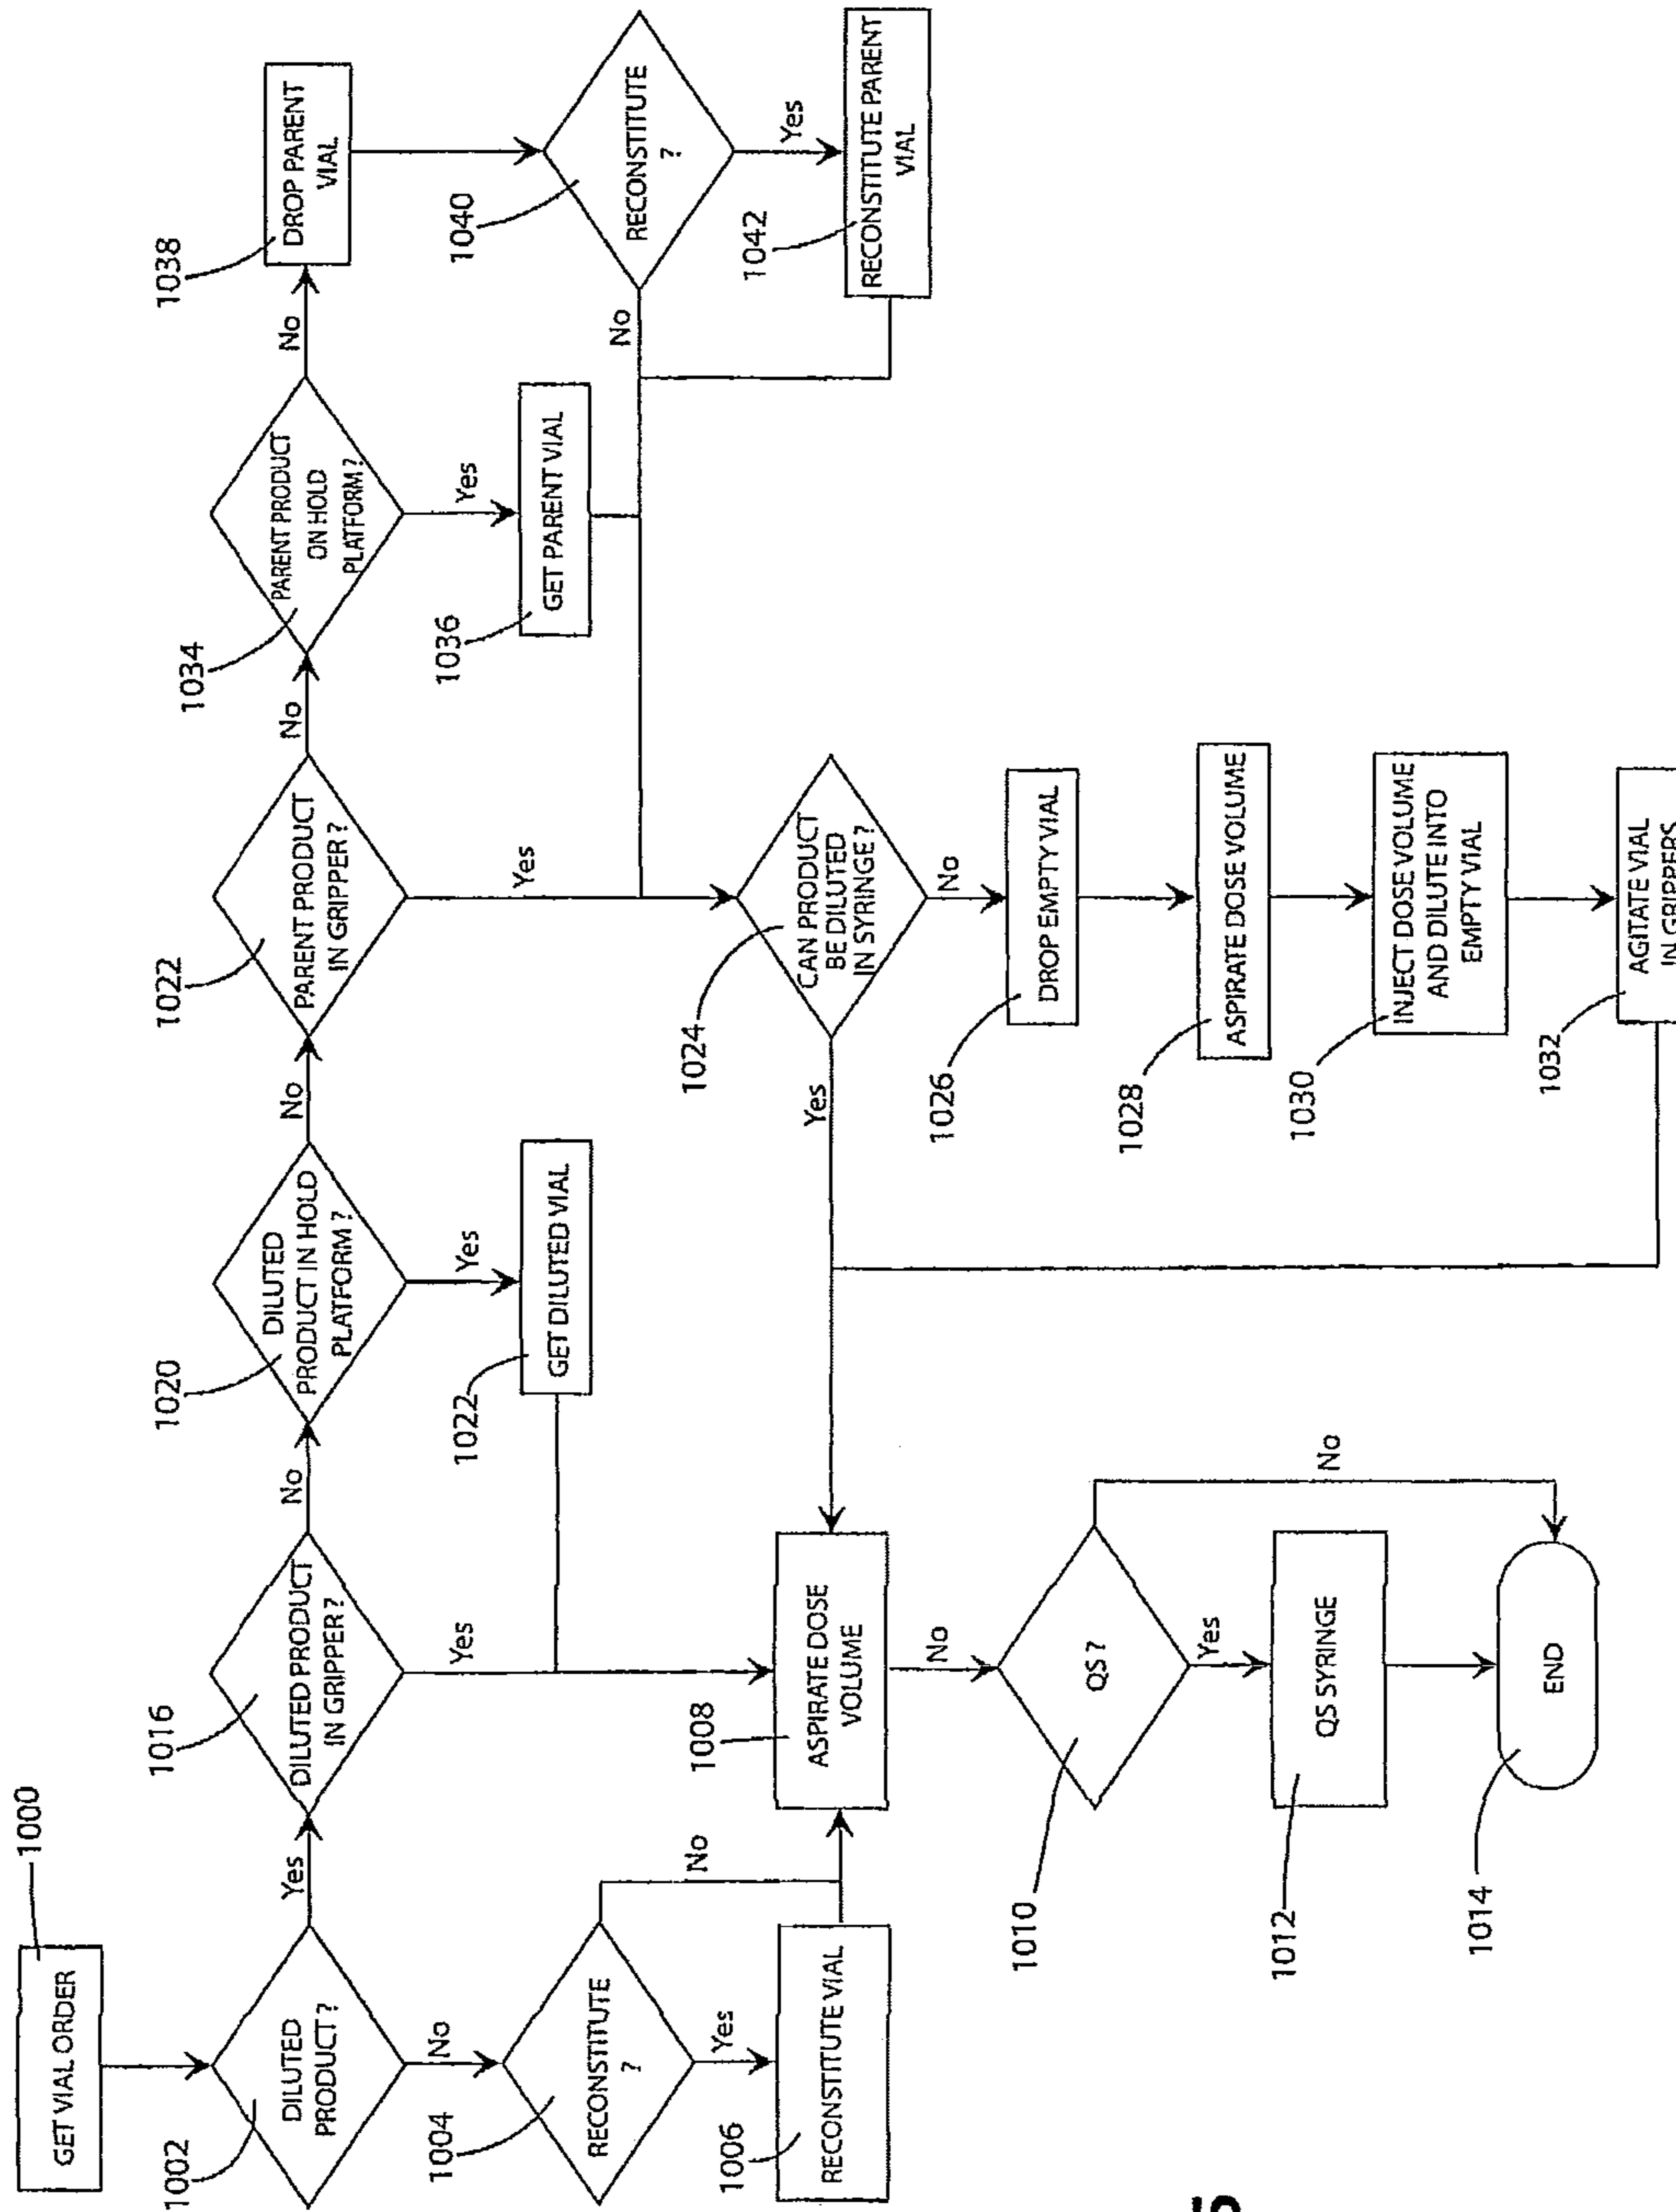 1000
GET VIAL ORDER
1002
DILUTED
PRODUCT?
Yes
No
1004
RECONSTITUTE
?
No
Yes
1006
RECONSTITUTE VIAL
1016
DILUTED PRODUCT
IN GRIPPER?
No
Yes
1008
ASPIRATE DOSE
VOLUME
No
1010
QS?
No
Yes
1012
QS SYRINGE
1014
END
1020
DILUTED
PRODUCT IN HOLD
PLATFORM?
No
Yes
1022
GET DILUTED VIAL
1022
PARENT PRODUCT
IN GRIPPER?
No
Yes
1024
CAN PRODUCT
BE DILUTED
IN SYRINGE?
Yes
No
1026
DROP EMPTY VIAL
1028
ASPIRATE DOSE VOLUME
1030
INJECT DOSE VOLUME
AND DILUTE INTO
EMPTY VIAL
1032
AGITATE VIAL
IN GRIPPERS
1034
PARENT PRODUCT
ON HOLD
PLATFORM?
No
Yes
1036
GET PARENT VIAL
1038
DROP PARENT
VIAL
1040
RECONSTITUTE
?
No
Yes
1042
RECONSTITUTE PARENT
VIAL